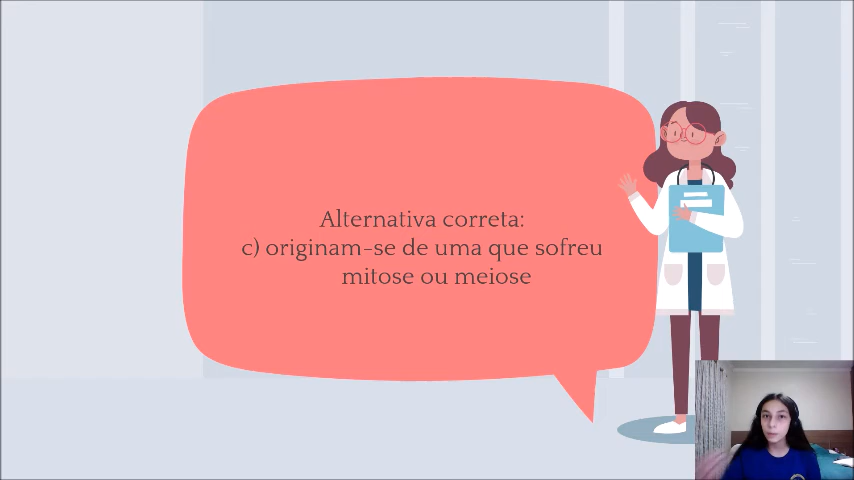 Alternativa correta:
c) originam-se de uma que sofreu
mitose ou meiose